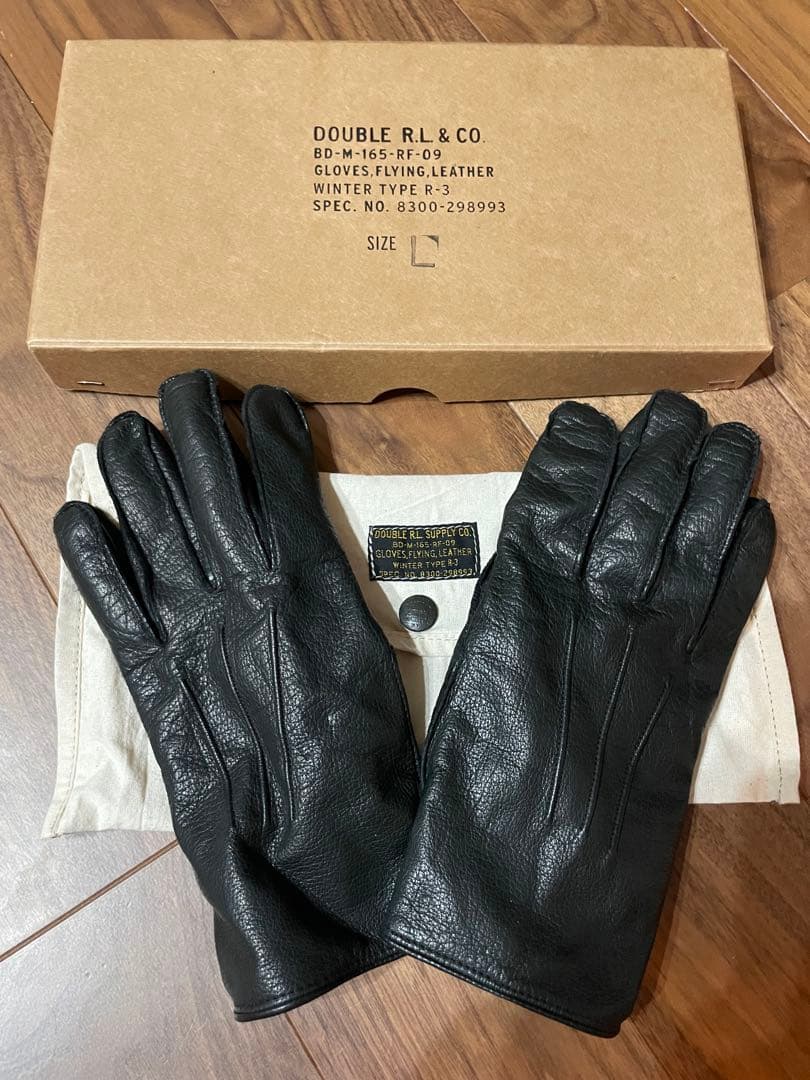 DOUBLE R.L. & CO.
BD-M-165-RF-09
GLOVES,FLYING,LEATHER
WINTER TYPE R-3
SPEC. NO. 8300-298993
SIZE L
DOUBLE R.L. SUPPLY CO.
BD-M-165-RF-09
GLOVES,FLYING, LEATHER
WINTER TYPE R-3
SPEC. NO. 8300-298993